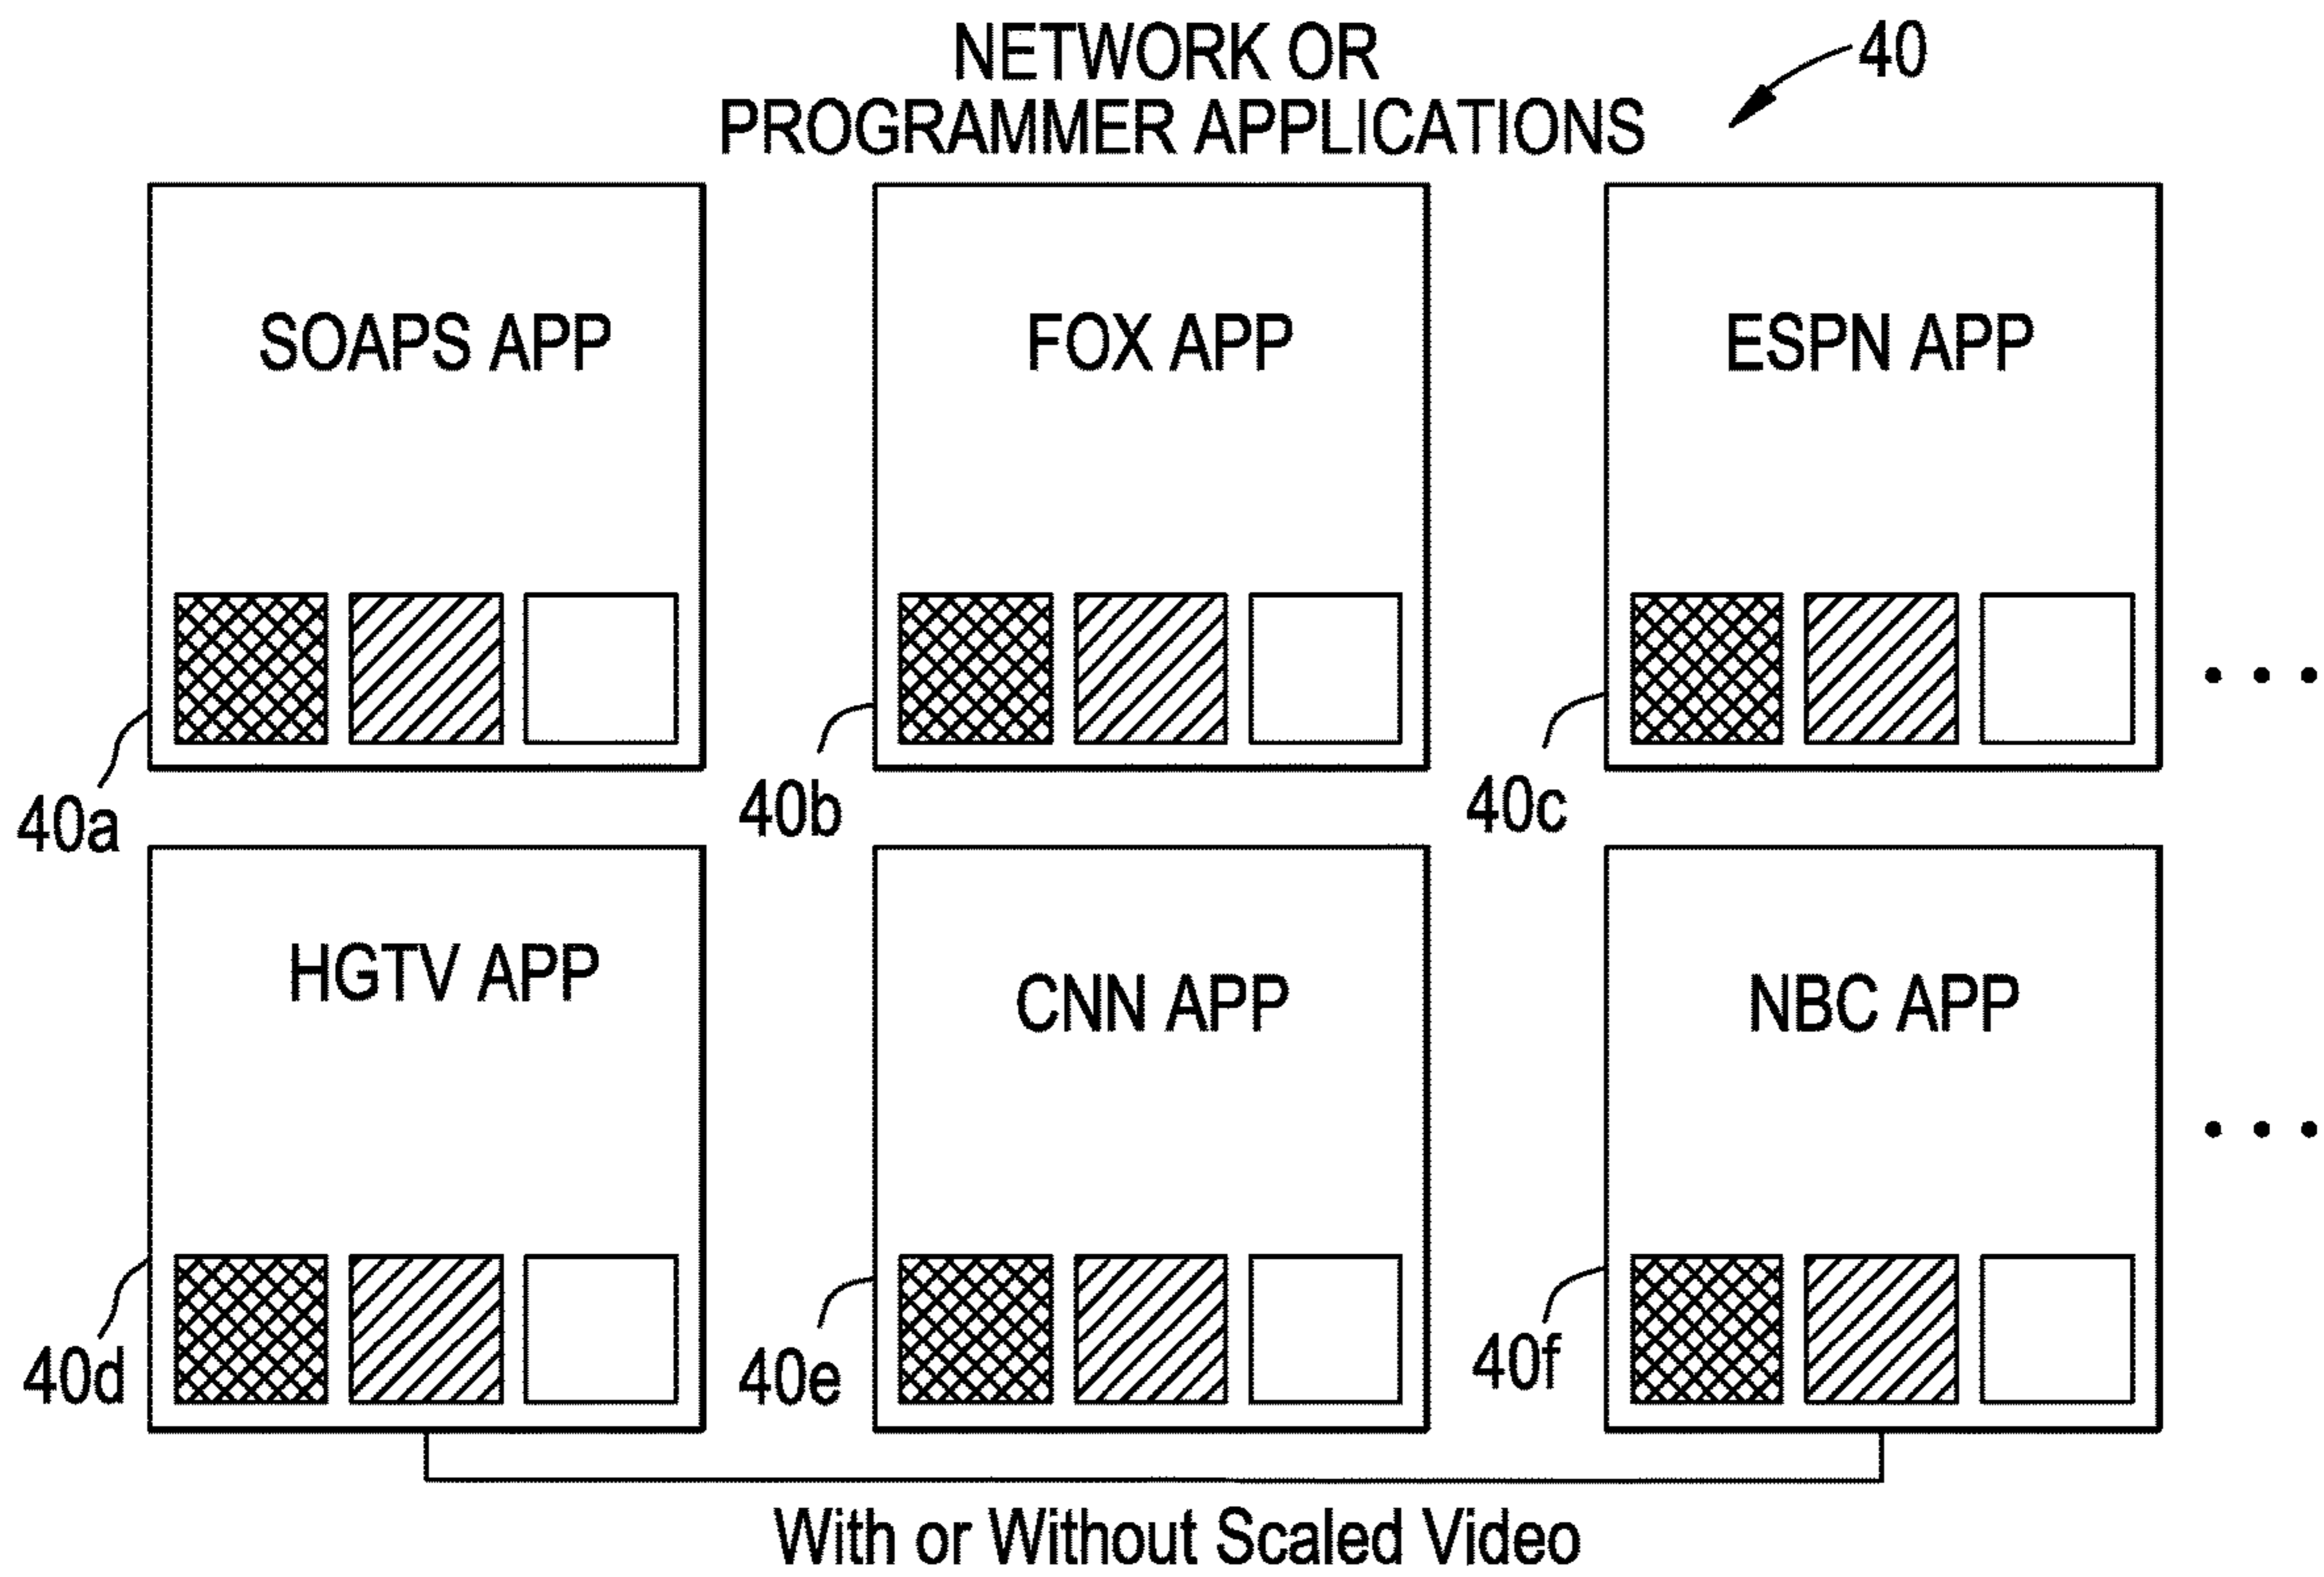 NETWORK OR
PROGRAMMER APPLICATIONS
40
SOAPS APP
FOX APP
ESPN APP
40a
40b
40c
HGTV APP
CNN APP
NBC APP
40d
40e
40f
With or Without Scaled Video